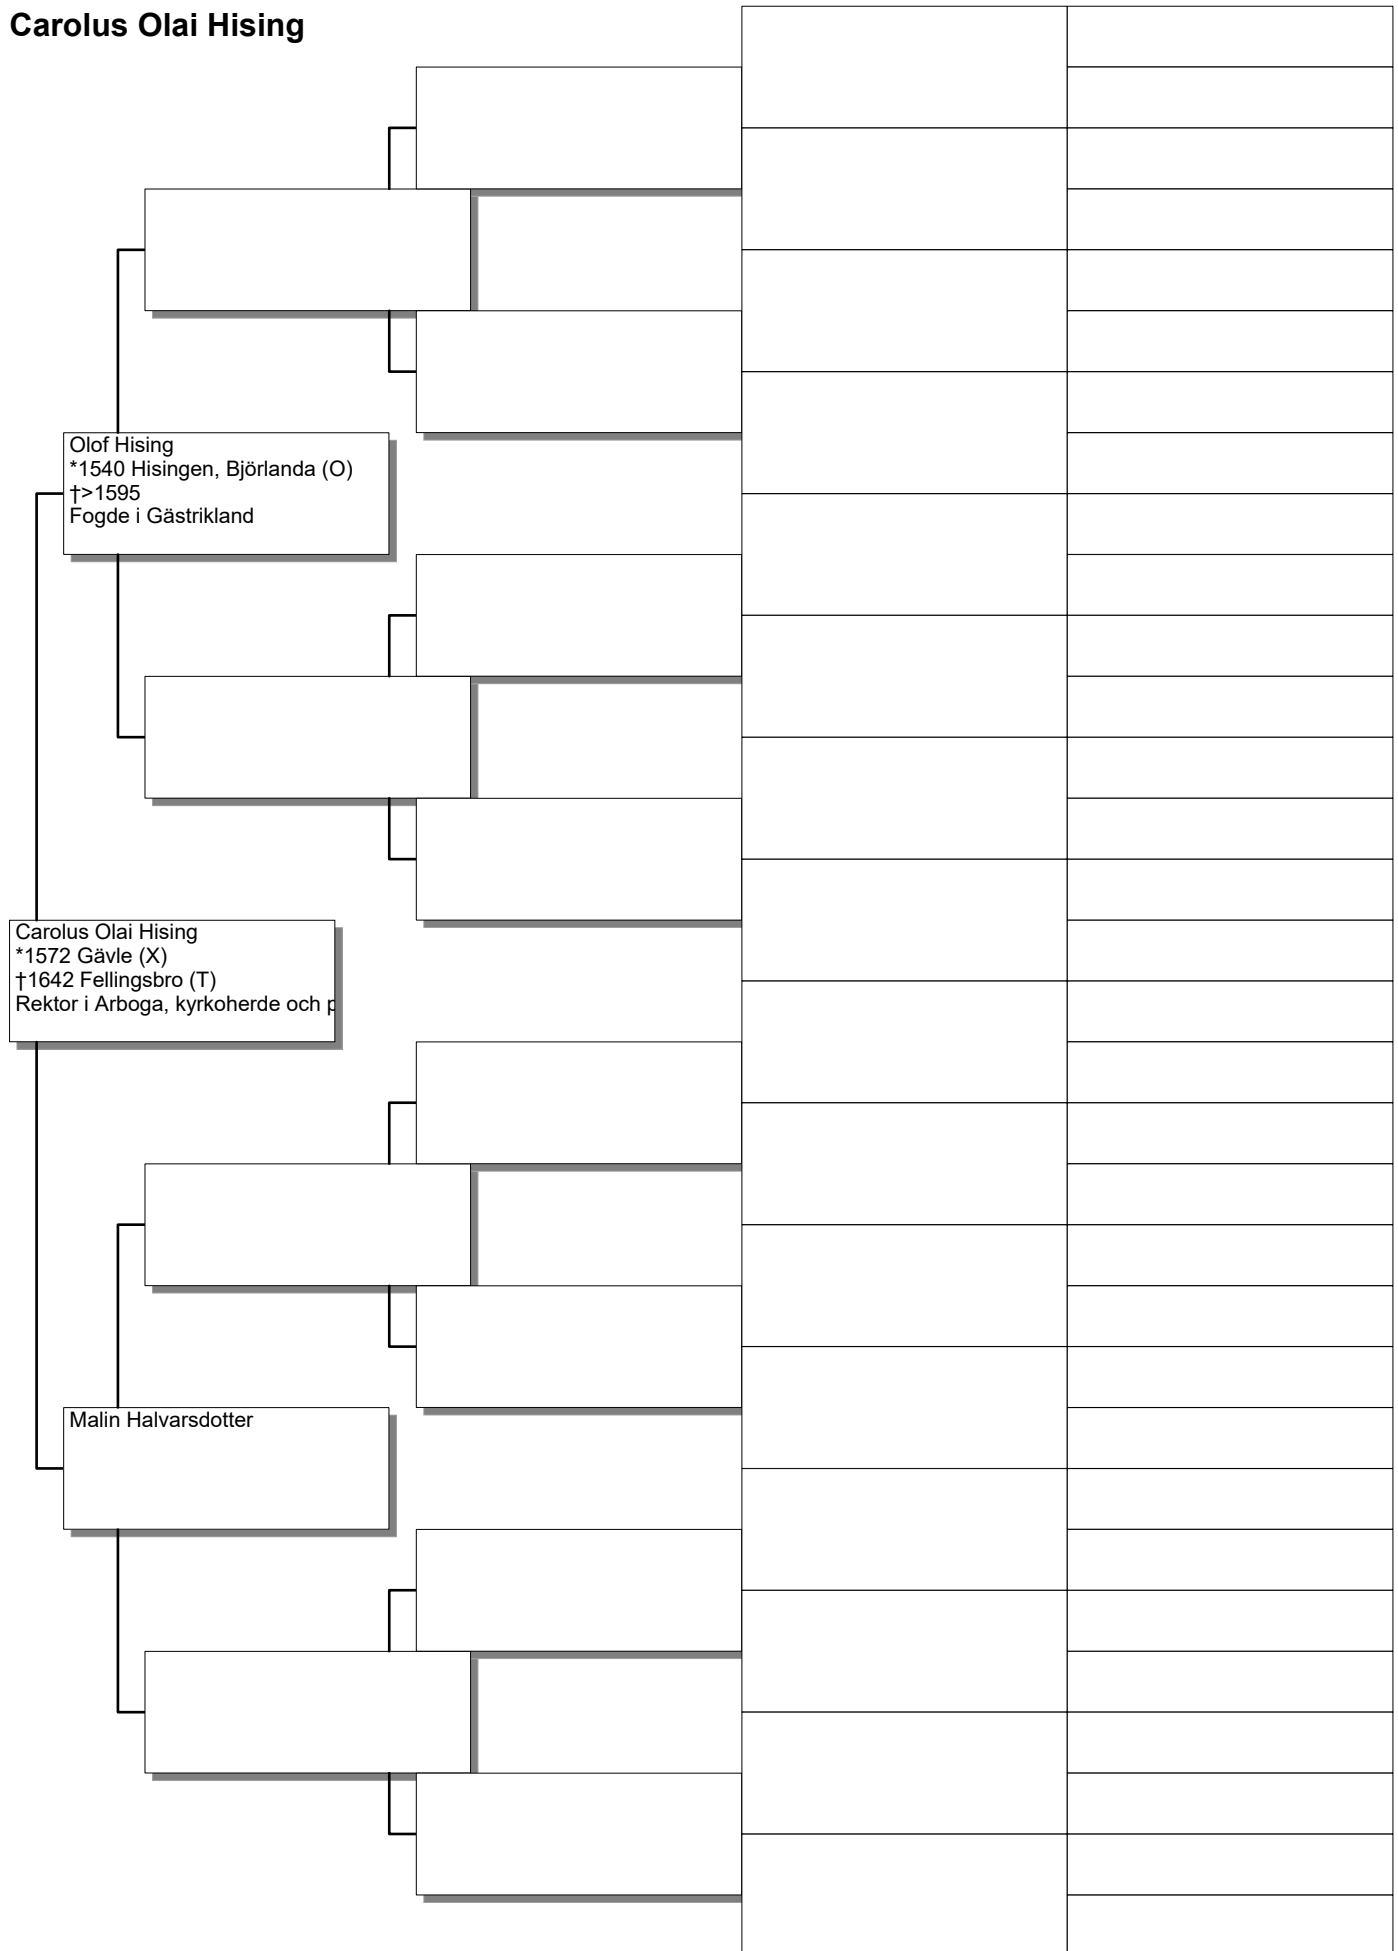 Carolus Olai Hising
Olof Hising
*1540 Hisingen, Björlanda (O)
†>1595
Fogde i Gästrikland
Carolus Olai Hising
*1572 Gävle (X)
†1642 Fellingsbro (T)
Rektor i Arboga, kyrkoherde och p
Malin Halvarsdotter